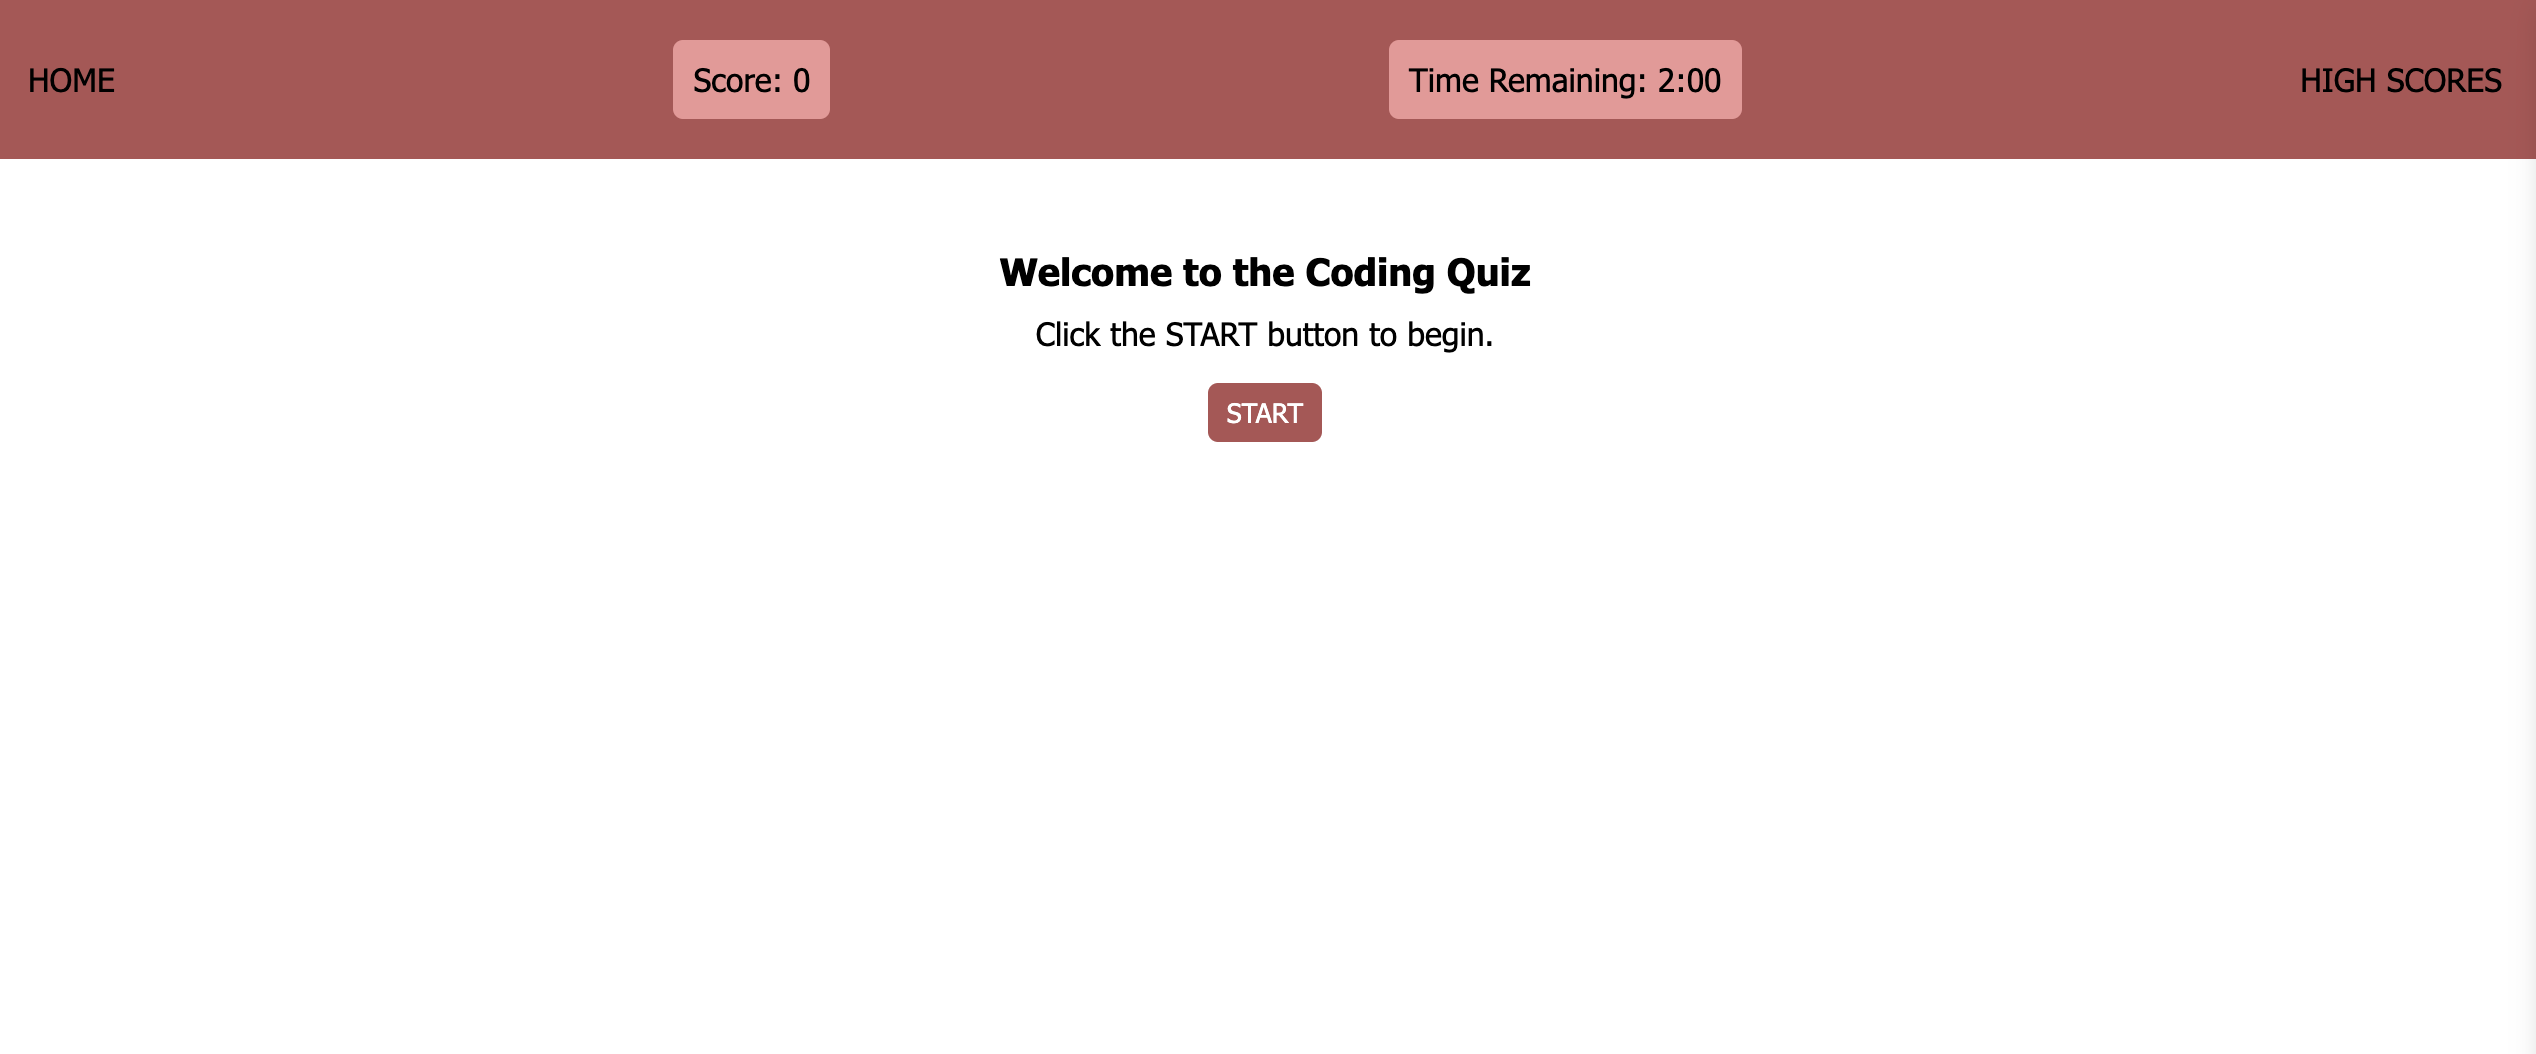 HOME Score: 0 Time Remaining: 2:00 HIGH SCORES
Welcome to the Coding Quiz
Click the START button to begin.
START